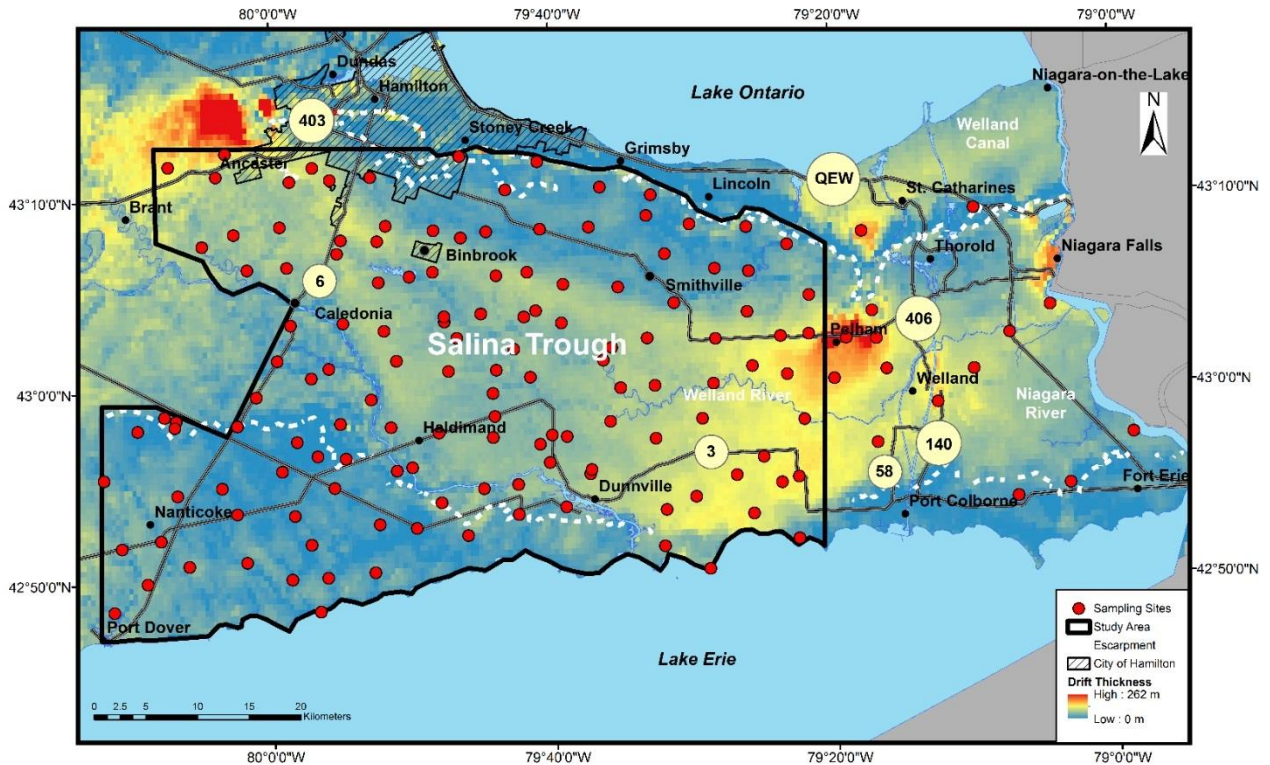 80°0'0"W
79°40'0"W
79°20'0"W
79°0'0"W
Dundas
Hamilton
Niagara-on-the-Lake
Lake Ontario
N
403
Stoney Creek
Welland
Canal
Grimsby
Ancaster
QEW
Lincoln
St. Catharines
43°10'0"N
43°10'0"N
Brant
Thorold
Niagara Falls
Binbrook
6
Smithville
Caledonia
406
Pelham
Salina Trough
43°0'0"N
43°0'0"N
Welland River
Welland
Niagara
River
Haldimand
3
140
58
Dunnville
Fort Erie
Port Colborne
Nanticoke
42°50'0"N
42°50'0"N
Port Dover
Lake Erie
Sampling Sites
Study Area
Escarpment
City of Hamilton
Drift Thickness
High : 262 m
Low : 0 m
0 2.5 5 10 15 20
Kilometers
80°0'0"W
79°40'0"W
79°20'0"W
79°0'0"W